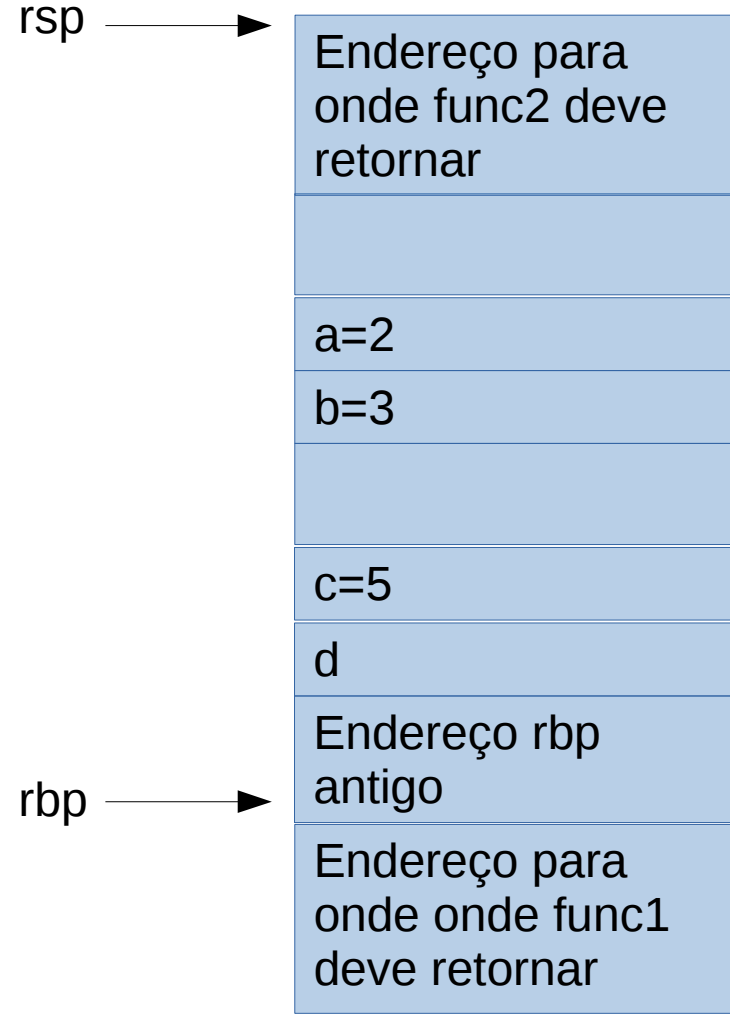 rsp
Endereço para
onde func2 deve
retornar
a=2
b=3
c=5
d
Endereço rbp
antigo
rbp
Endereço para
onde onde func1
deve retornar